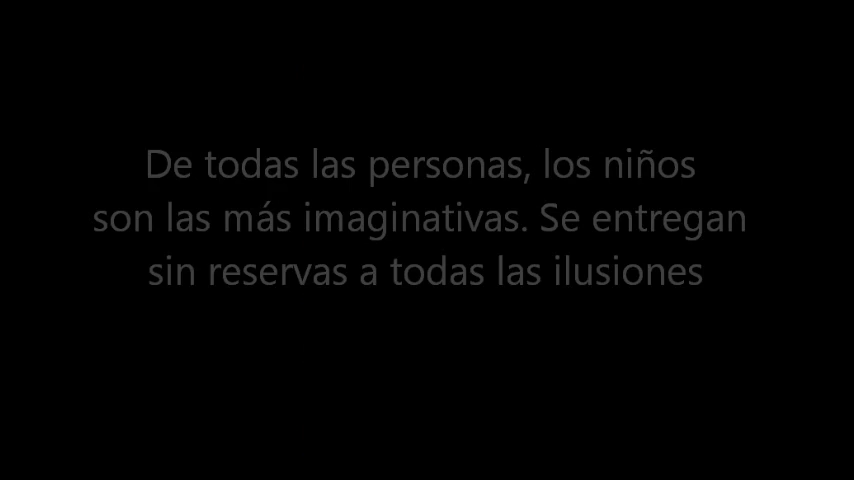 De todas las personas, los niños
son las más imaginativas. Se entregan
sin reservas a todas las ilusiones